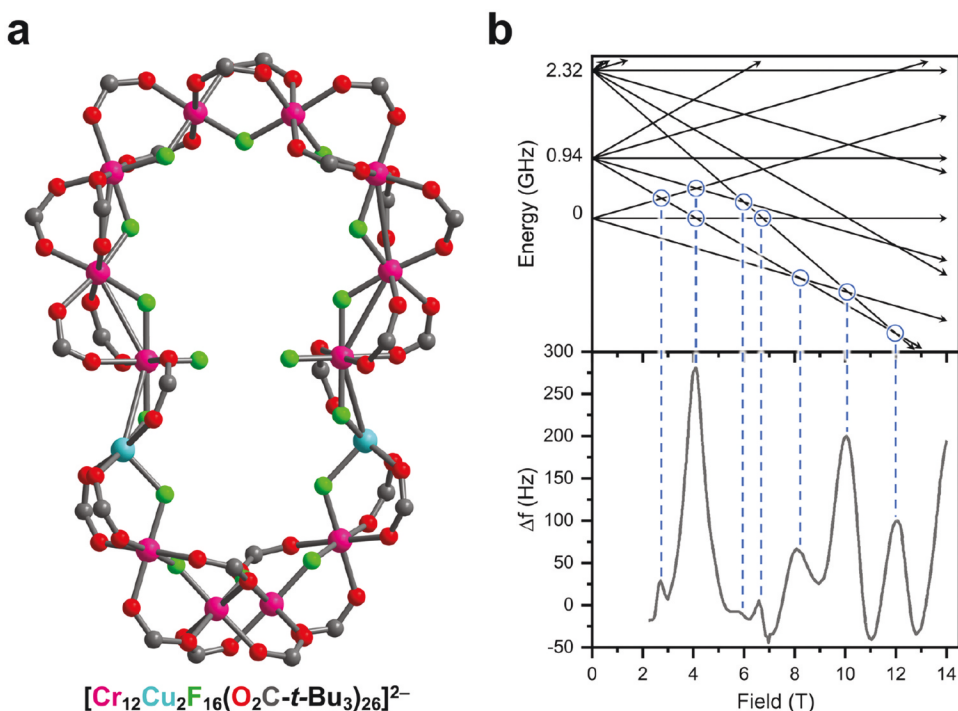 a
[Cr₁₂Cu₂F₁₆(O₂C-t-Bu₃)₂₆]²⁻
b
2.32
0.94
0
Energy (GHz)
300
250
200
150
100
50
0
-50
Δf (Hz)
0 2 4 6 8 10 12 14
Field (T)